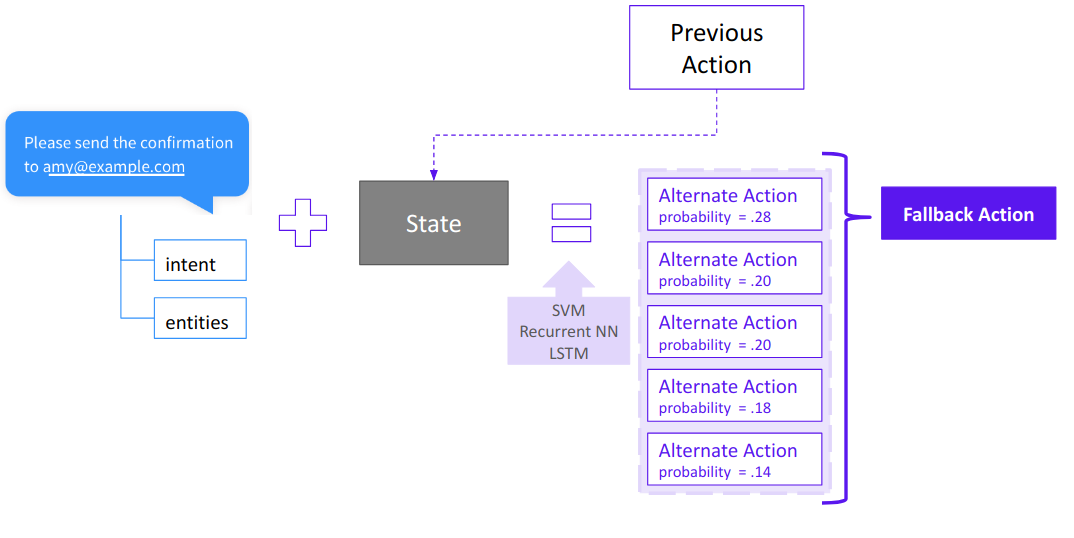 Previous
Action
Please send the confirmation
to amy@example.com
intent
entities
State
SVM
Recurrent NN
LSTM
Alternate Action
probability = .28
Alternate Action
probability = .20
Alternate Action
probability = .20
Alternate Action
probability = .18
Alternate Action
probability = .14
Fallback Action